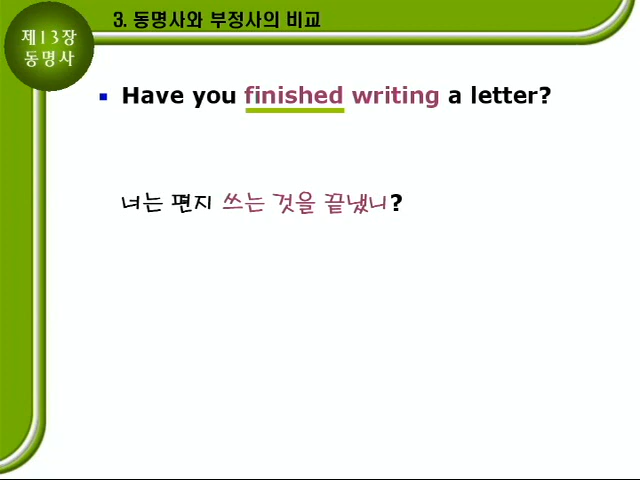 3. 동명사와 부정사의 비교
제13장
동명사
Have you finished writing a letter?
너는 편지 쓰는 것을 끝냈니?